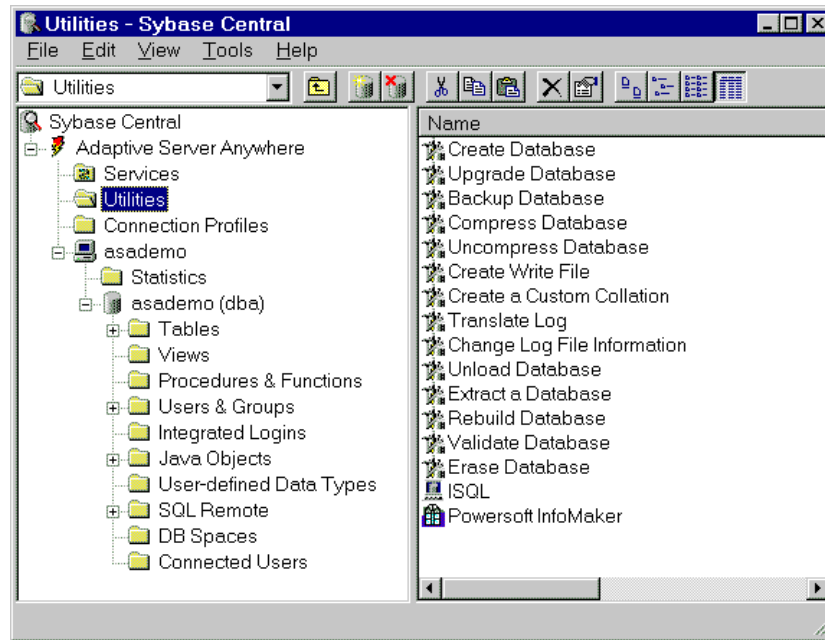 Utilities - Sybase Central
File Edit View Tools Help
Utilities
Sybase Central
Adaptive Server Anywhere
Services
Utilities
Connection Profiles
asademo
Statistics
asademo (dba)
Tables
Views
Procedures & Functions
Users & Groups
Integrated Logins
Java Objects
User-defined Data Types
SQL Remote
DB Spaces
Connected Users
Name
Create Database
Upgrade Database
Backup Database
Compress Database
Uncompress Database
Create Write File
Create a Custom Collation
Translate Log
Change Log File Information
Unload Database
Extract a Database
Rebuild Database
Validate Database
Erase Database
ISQL
Powersoft InfoMaker